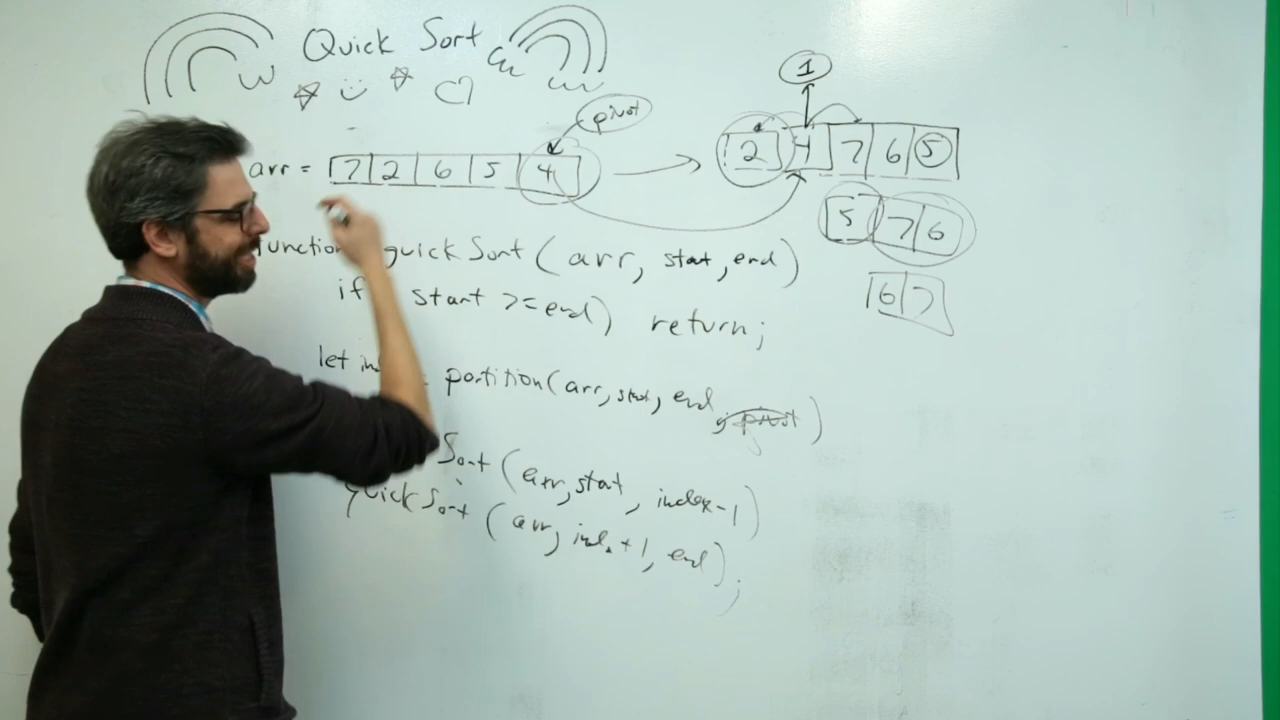 Quick Sort
1
pivot
arr = 7 2 6 5 4
2 4 7 6 5
5 7 6
6 7
function quickSort (arr, start, end)
if start >= end) return;
let partition(arr, start, end, pivot)
Sort (arr, start, index-1)
quickSort (arr, index+1, end);